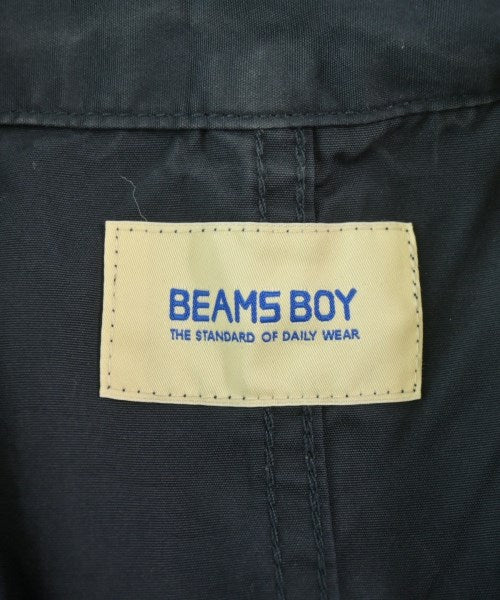 BEAMS BOY
THE STANDARD OF DAILY WEAR